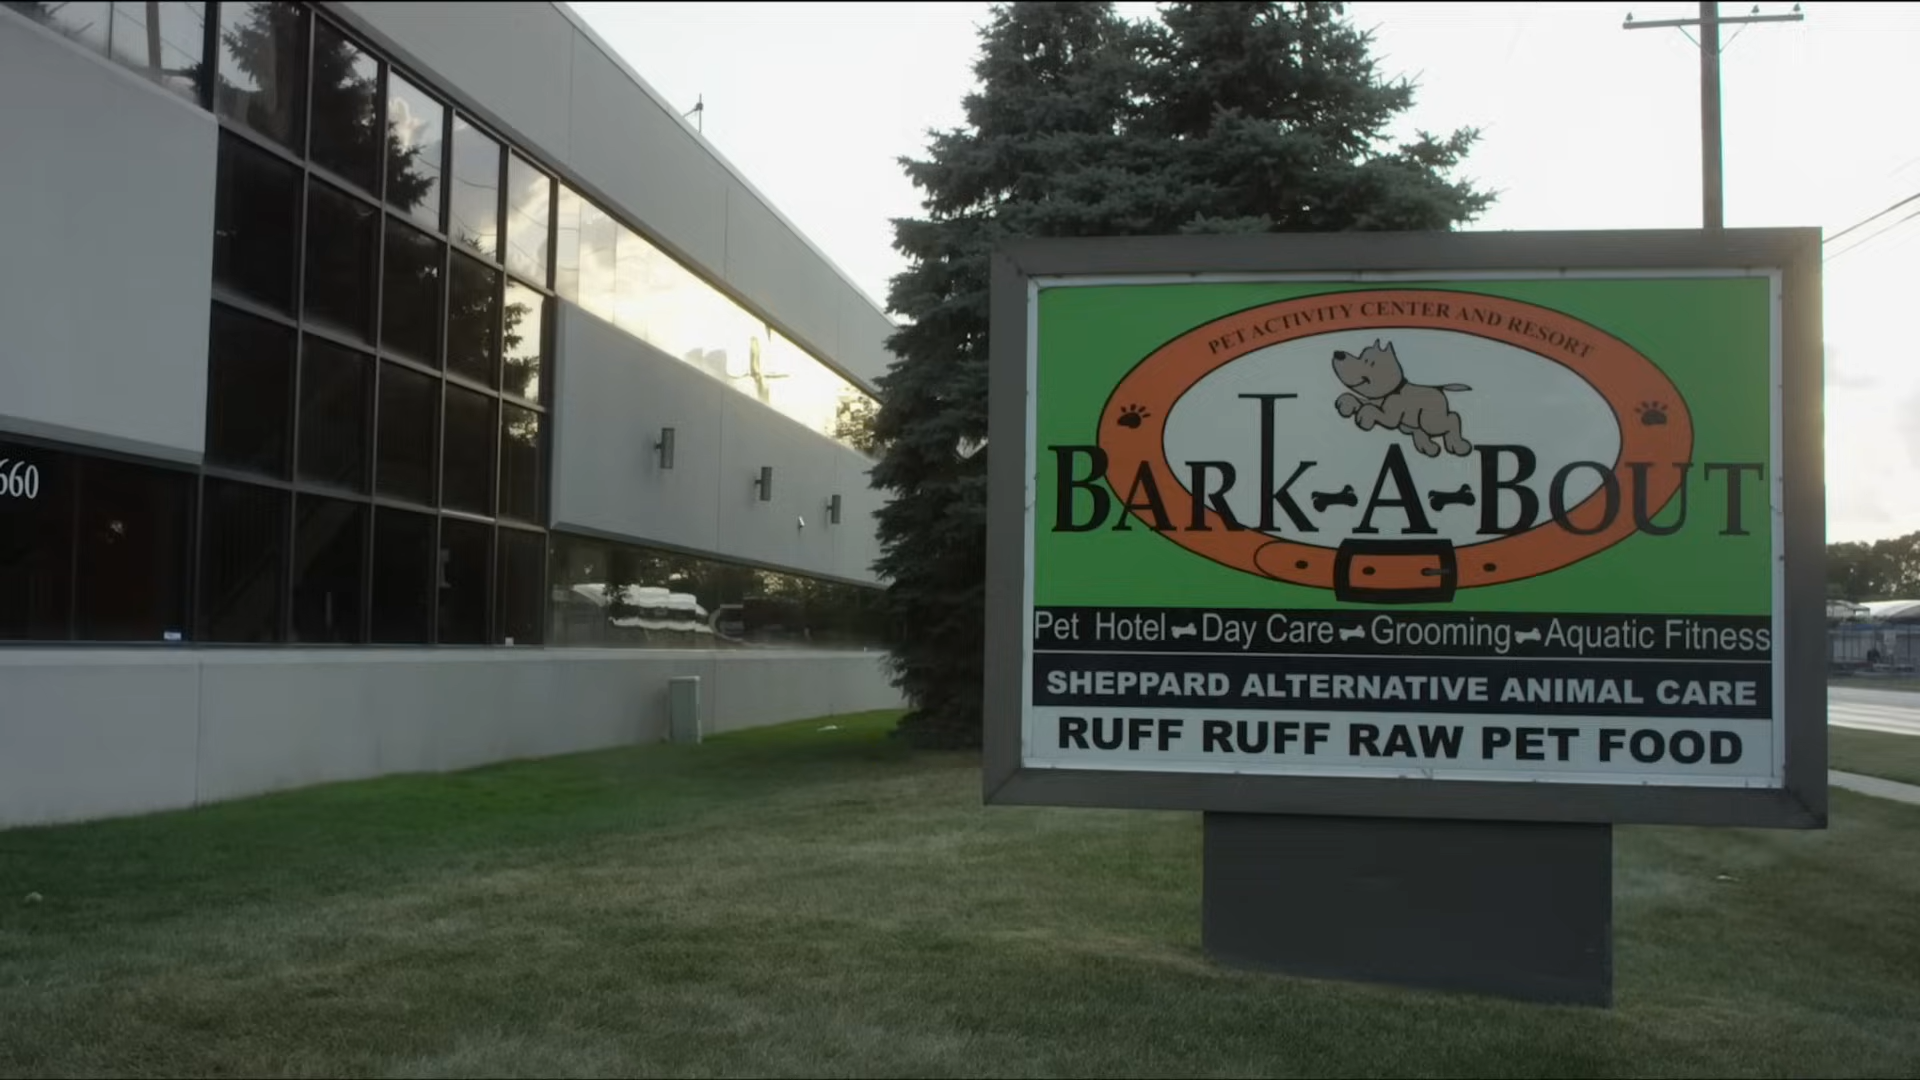 660
PET ACTIVITY CENTER AND RESORT
BARK-A-BOUT
Pet Hotel Day Care Grooming Aquatic Fitness
SHEPPARD ALTERNATIVE ANIMAL CARE
RUFF RUFF RAW PET FOOD